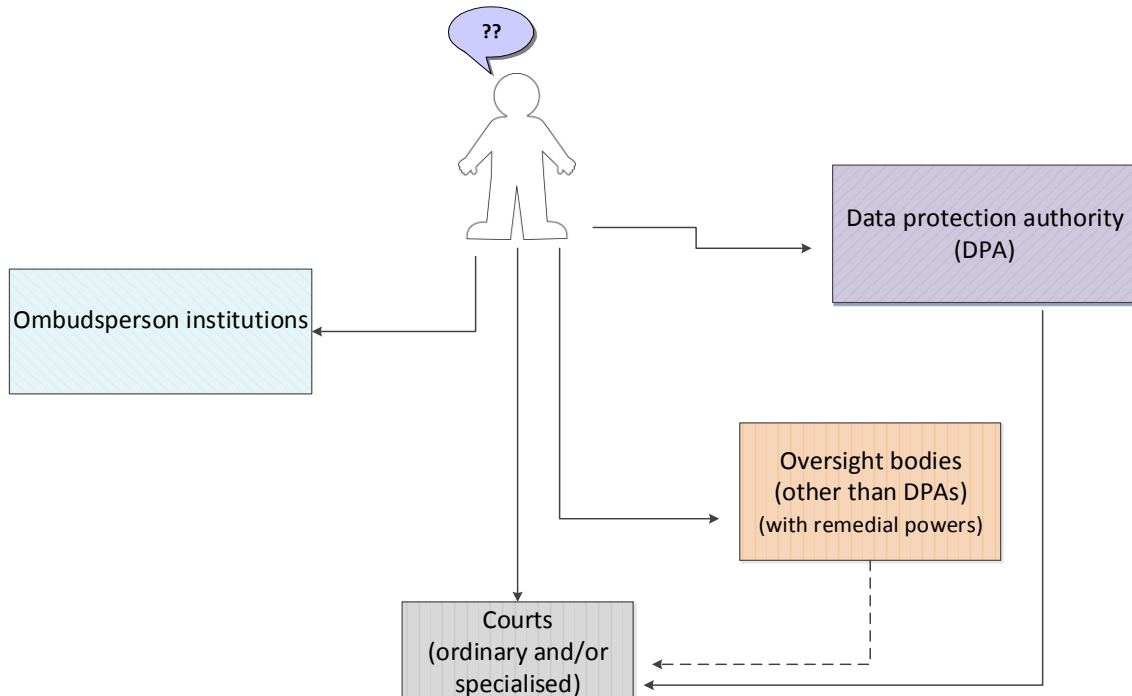 ??
Data protection authority
(DPA)
Ombudsperson institutions
Oversight bodies
(other than DPAs)
(with remedial powers)
Courts
(ordinary and/or
specialised)